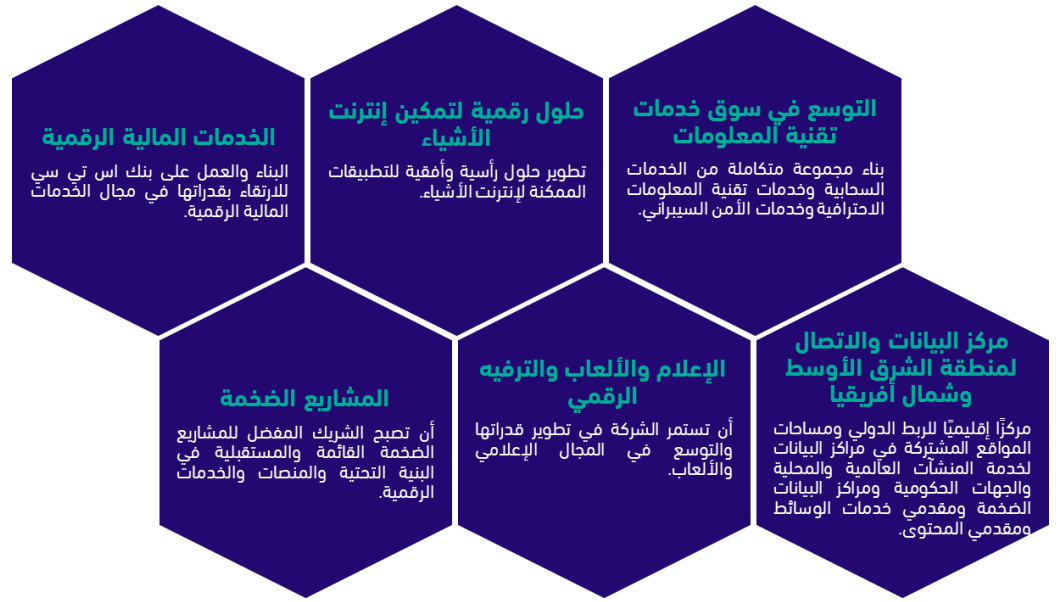 التوسع في سوق خدمات
تقنية المعلومات
بناء مجموعة متكاملة من الخدمات
السحابية وخدمات تقنية المعلومات
الاحترافية وخدمات الأمن السيبراني.
حلول رقمية لتمكين إنترنت
الأشياء
تطوير حلول رأسية وأفقية للتطبيقات
الممكنة لإنترنت الأشياء.
الخدمات المالية الرقمية
البناء والعمل على بنك اس تي سي
للارتقاء بقدراتها في مجال الخدمات
المالية الرقمية.
مركز البيانات والاتصال
لمنطقة الشرق الأوسط
وشمال أفريقيا
مركزًا إقليميًا للربط الدولي ومساحات
المواقع المشتركة في مراكز البيانات
لخدمة المنشآت العالمية والمحلية
والجهات الحكومية ومراكز البيانات
الضخمة ومقدمي خدمات الوسائط
ومقدمي المحتوى.
الإعلام والألعاب والترفيه
الرقمي
أن تستمر الشركة في تطوير قدراتها
والتوسع في المجال الإعلامي
والألعاب.
المشاريع الضخمة
أن تصبح الشريك المفضل للمشاريع
الضخمة القائمة والمستقبلية في
البنية التحتية والمنصات والخدمات
الرقمية.